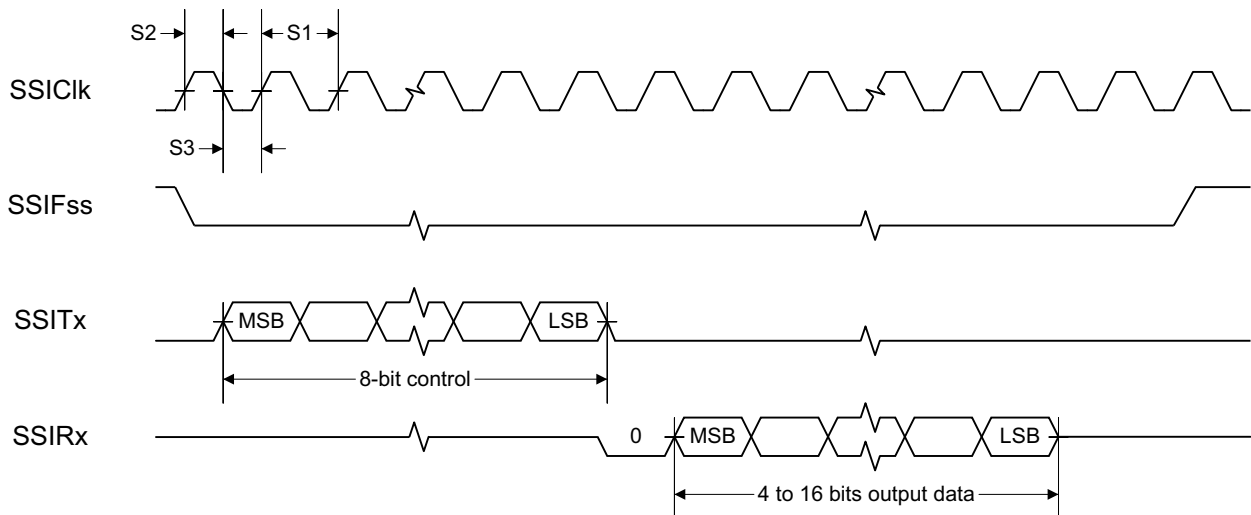 S2
S1
SSIClk
S3
SSIFss
SSITx
MSB
LSB
8-bit control
SSIRx
0
MSB
LSB
4 to 16 bits output data